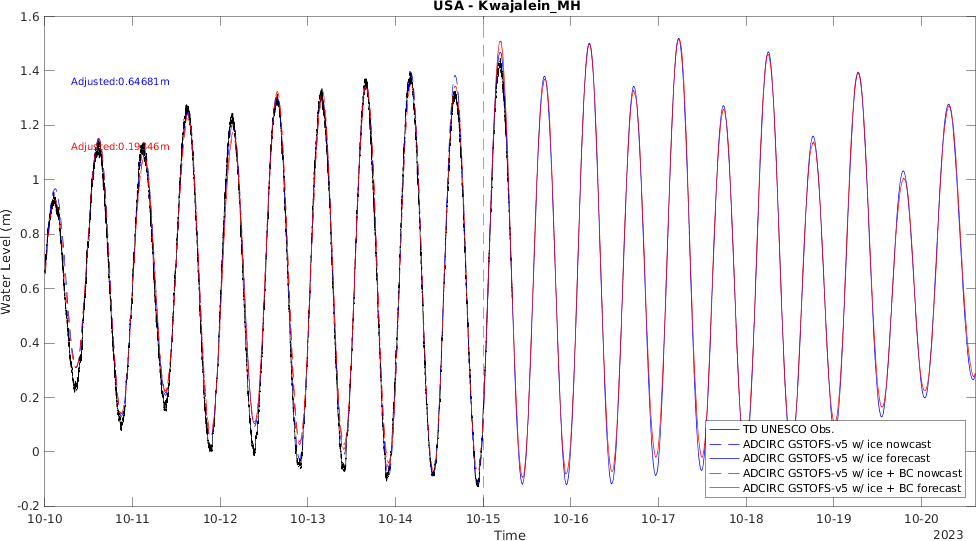 USA - Kwajalein_MH
1.6
1.4
1.2
1
0.8
0.6
0.4
0.2
0
-0.2
Water Level (m)
Adjusted:0.64681m
TD UNESCO Obs.
ADCIRC GSTOFS-v5 w/ ice nowcast
ADCIRC GSTOFS-v5 w/ ice forecast
ADCIRC GSTOFS-v5 w/ ice + BC nowcast
ADCIRC GSTOFS-v5 w/ ice + BC forecast
10-10 10-11 10-12 10-13 10-14 10-15 10-16 10-17 10-18 10-19 10-20
Time
2023